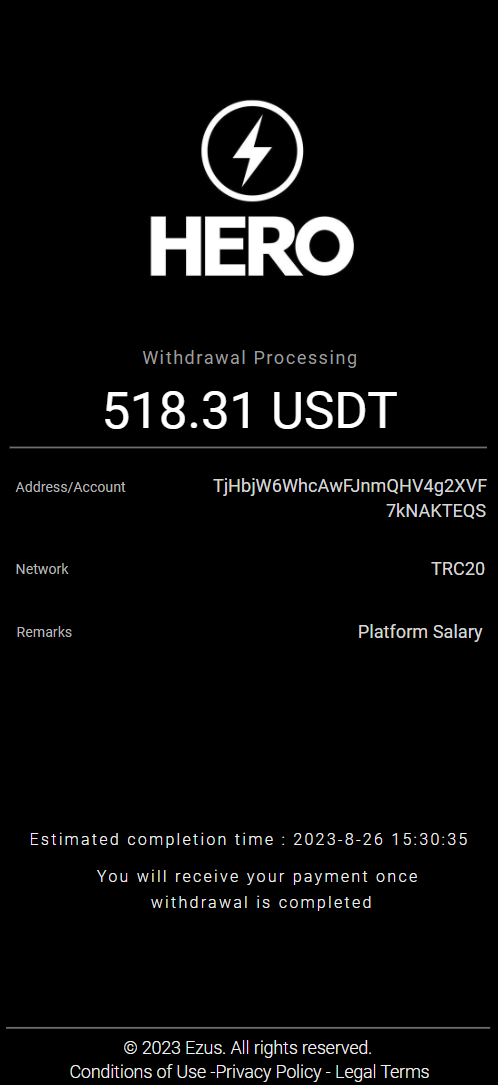 HERO
Withdrawal Processing
518.31 USDT
Address/Account
TjHbjW6WhcAwFJnmQHV4g2XVF
7kNAKTEQS
Network
TRC20
Remarks
Platform Salary
Estimated completion time : 2023-8-26 15:30:35
You will receive your payment once
withdrawal is completed
© 2023 Ezus. All rights reserved.
Conditions of Use -Privacy Policy - Legal Terms